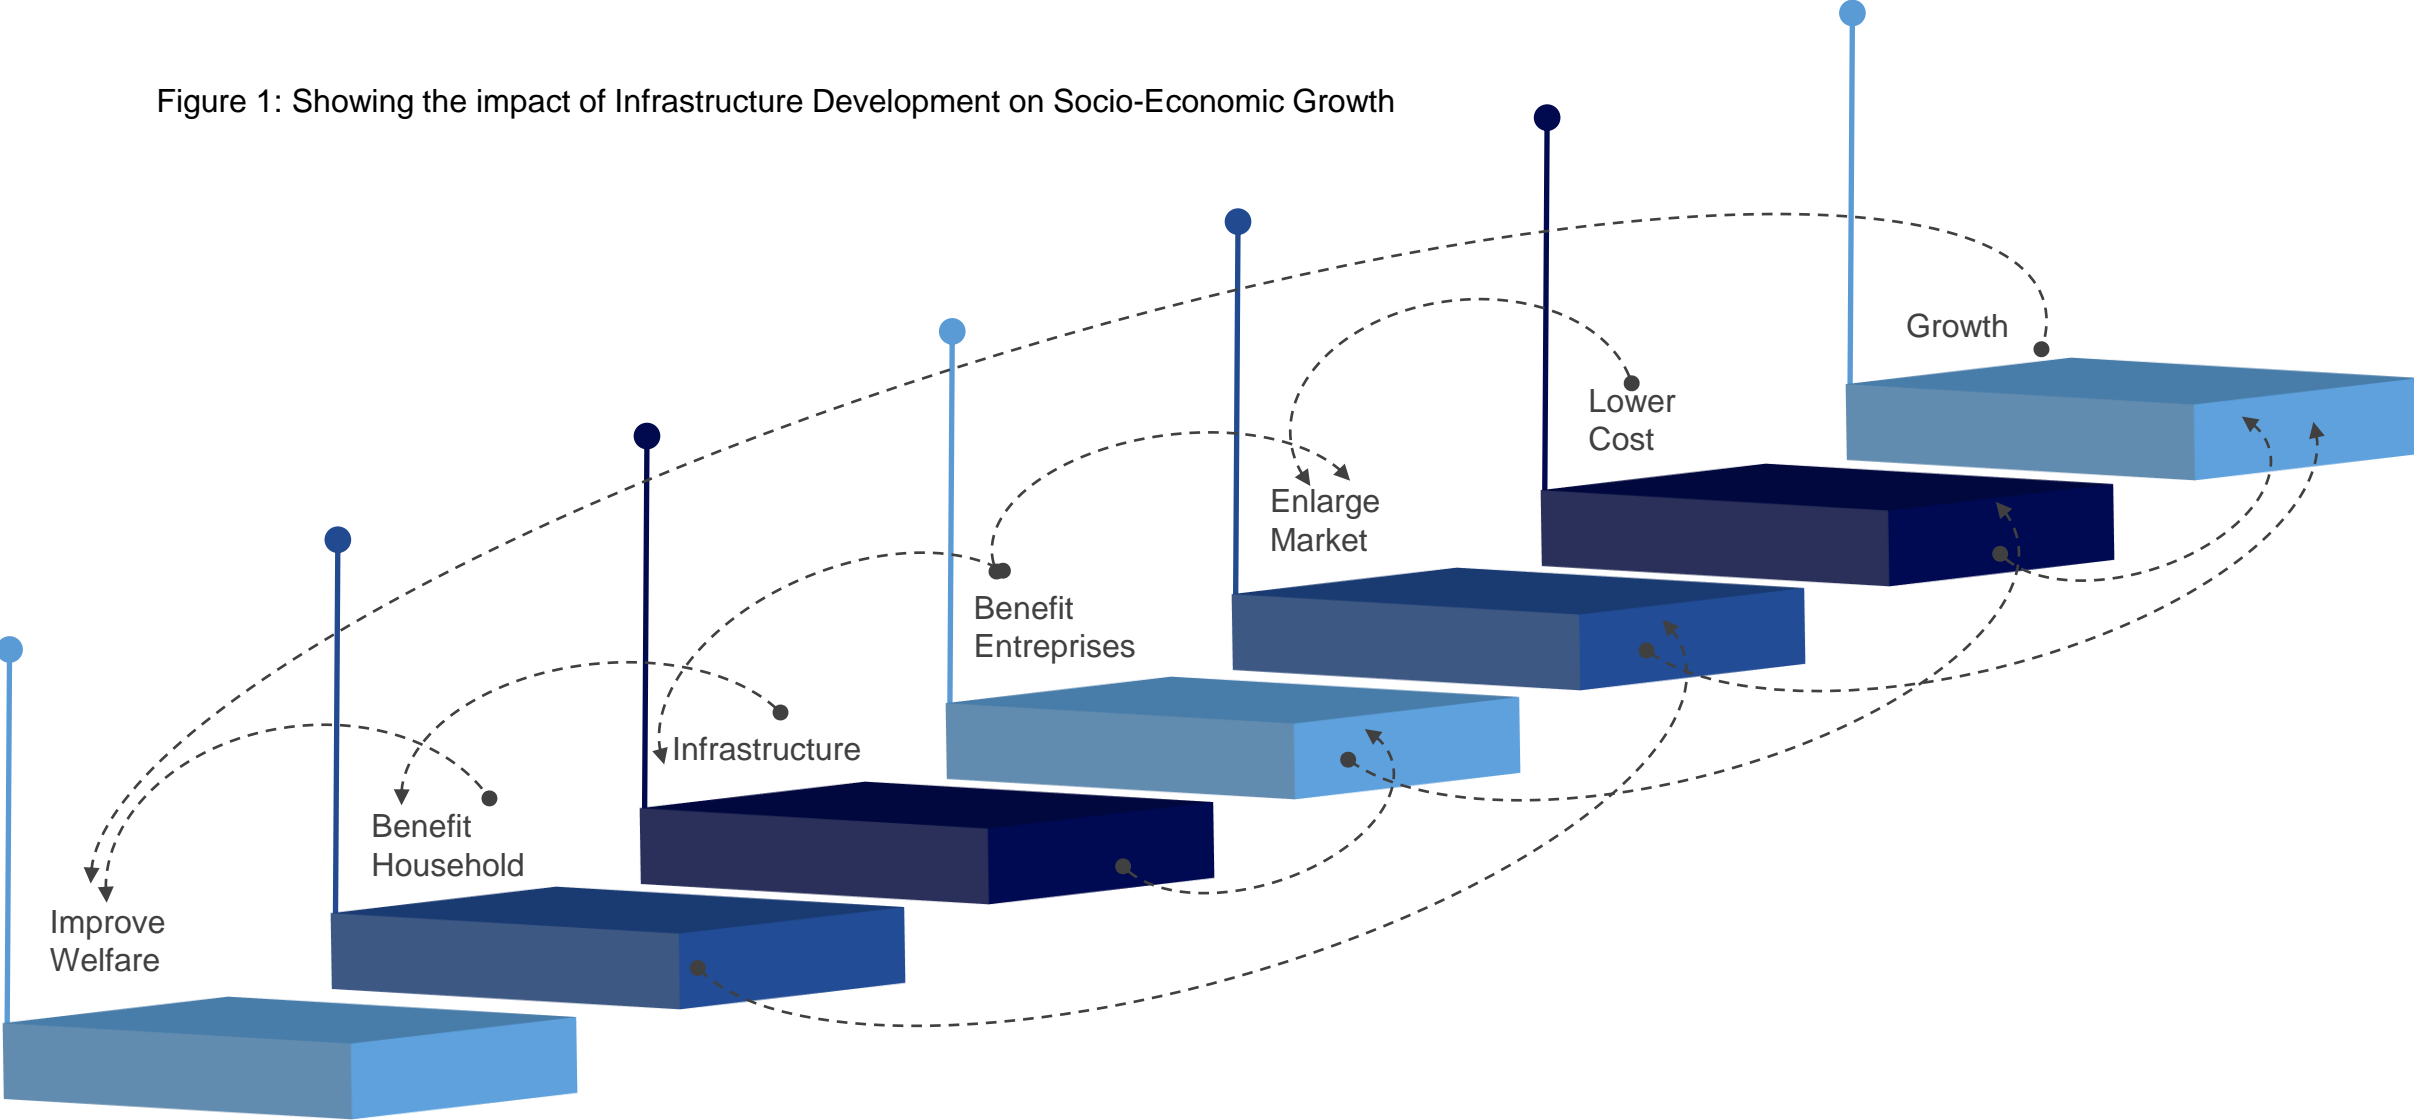 Figure 1: Showing the impact of Infrastructure Development on Socio-Economic Growth
Growth
Lower
Cost
Enlarge
Market
Benefit
Entreprises
Infrastructure
Benefit
Household
Improve
Welfare